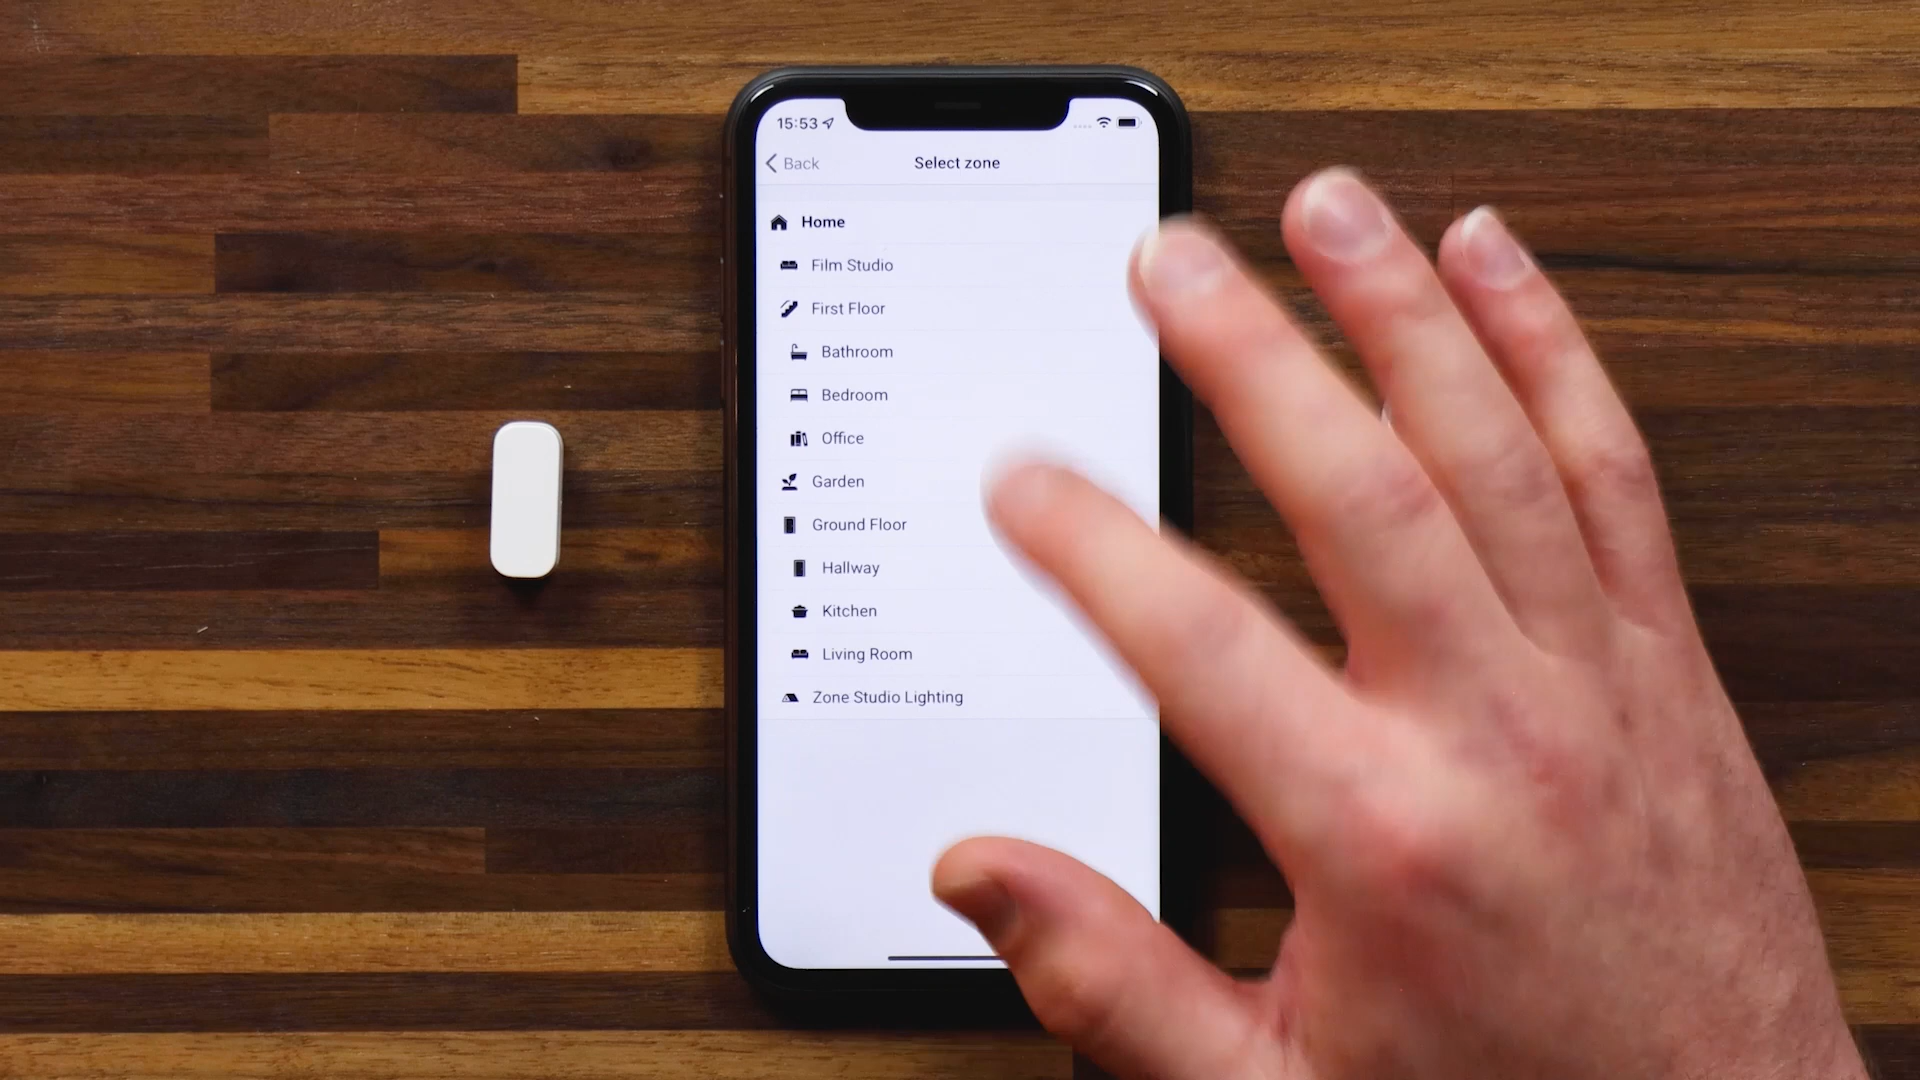 15:53
Back
Select zone
Home
Film Studio
First Floor
Bathroom
Bedroom
Office
Garden
Ground Floor
Hallway
Kitchen
Living Room
Zone Studio Lighting